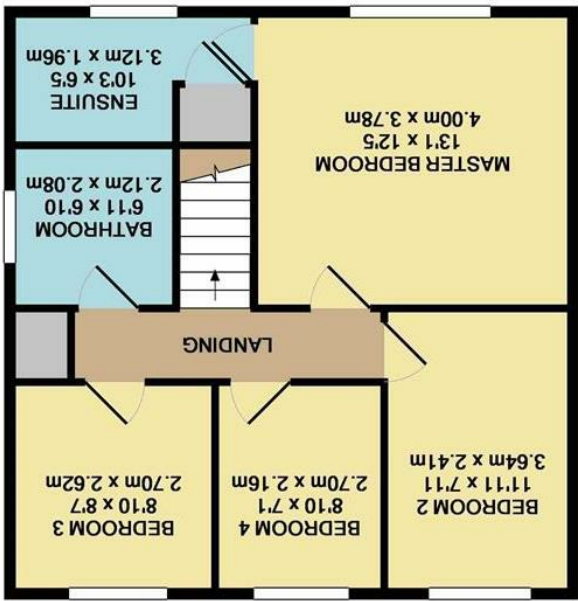 BEDROOM 2
11'11 x 7'11
3.64m x 2.41m
BEDROOM 4
8'10 x 7'1
2.70m x 2.16m
BEDROOM 3
8'10 x 8'7
2.70m x 2.62m
LANDING
MASTER BEDROOM
13'1 x 12'5
4.00m x 3.78m
BATHROOM
6'11 x 6'10
2.12m x 2.08m
ENSUITE
10'3 x 6'5
3.12m x 1.96m